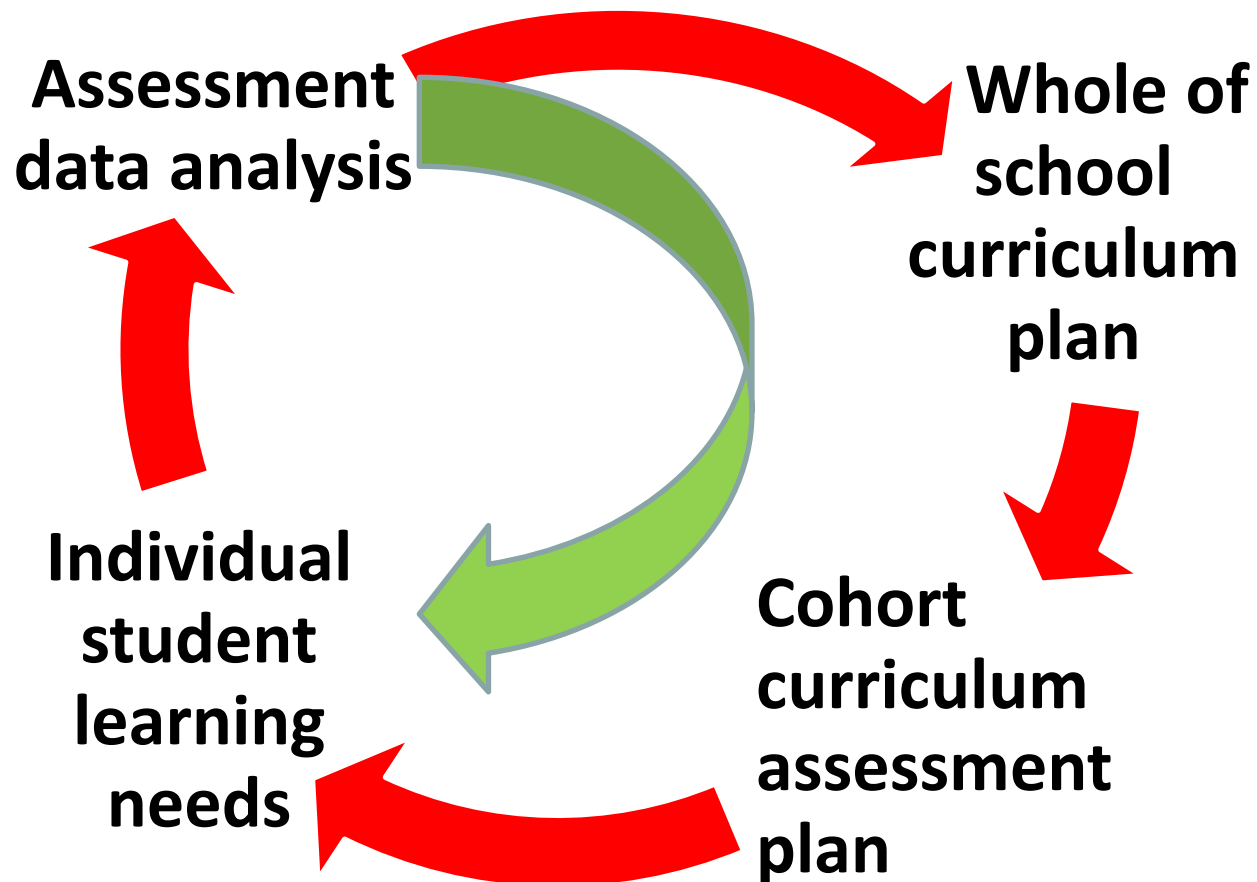 Assessment
data analysis
Whole of
school
curriculum
plan
Cohort
curriculum
assessment
plan
Individual
student
learning
needs